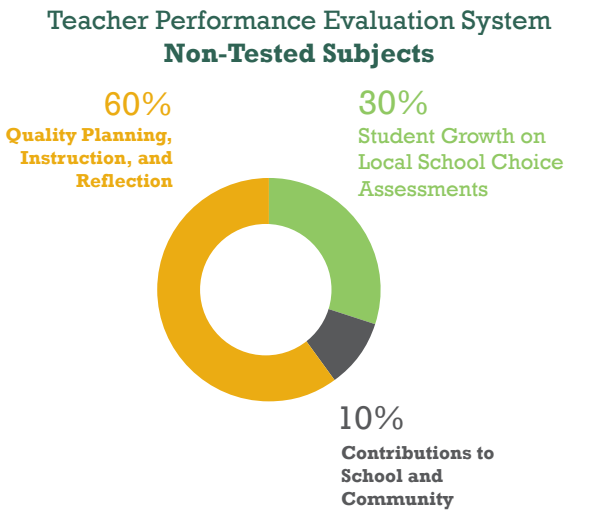 Teacher Performance Evaluation System
Non-Tested Subjects
60%
Quality Planning,
Instruction, and
Reflection
30%
Student Growth on
Local School Choice
Assessments
10%
Contributions to
School and
Community